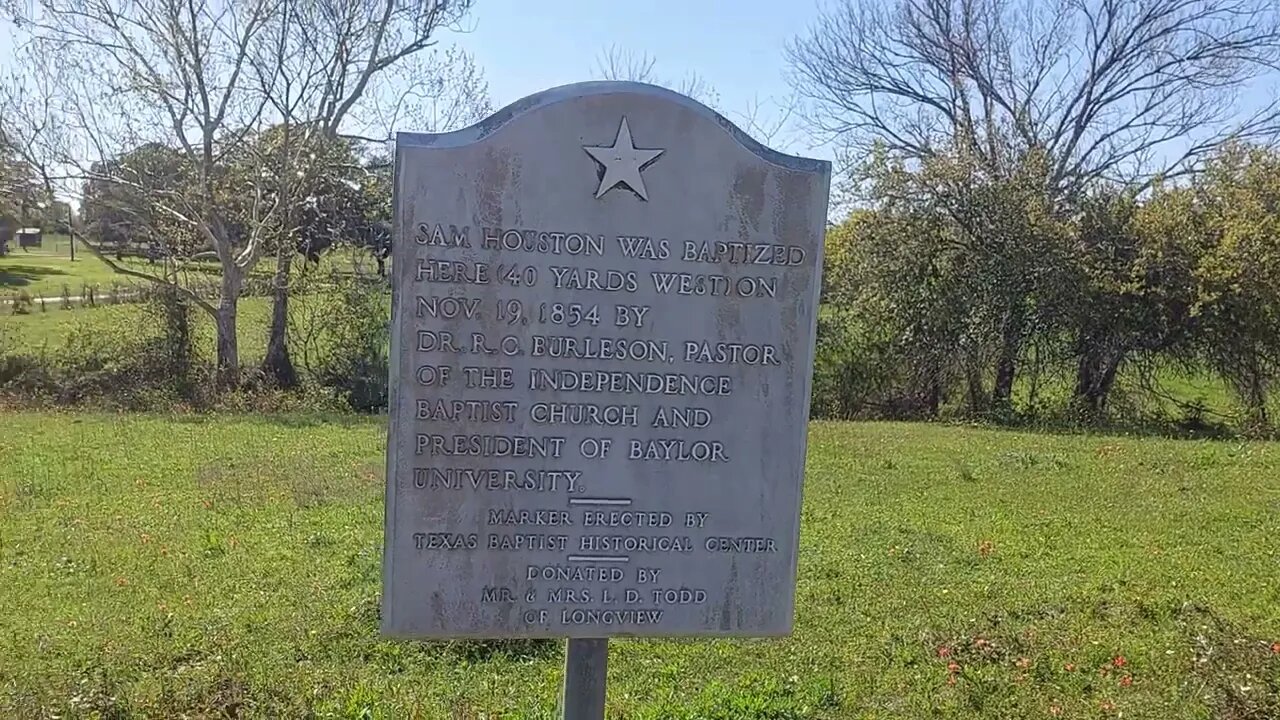 SAM HOUSTON WAS BAPTIZED
HERE (40 YARDS WEST) ON
NOV. 19, 1854 BY
DR. R. C. BURLESON, PASTOR
OF THE INDEPENDENCE
BAPTIST CHURCH AND
PRESIDENT OF BAYLOR
UNIVERSITY.
MARKER ERECTED BY
TEXAS BAPTIST HISTORICAL CENTER
DONATED BY
MR. & MRS. L. D. TODD
OF LONGVIEW